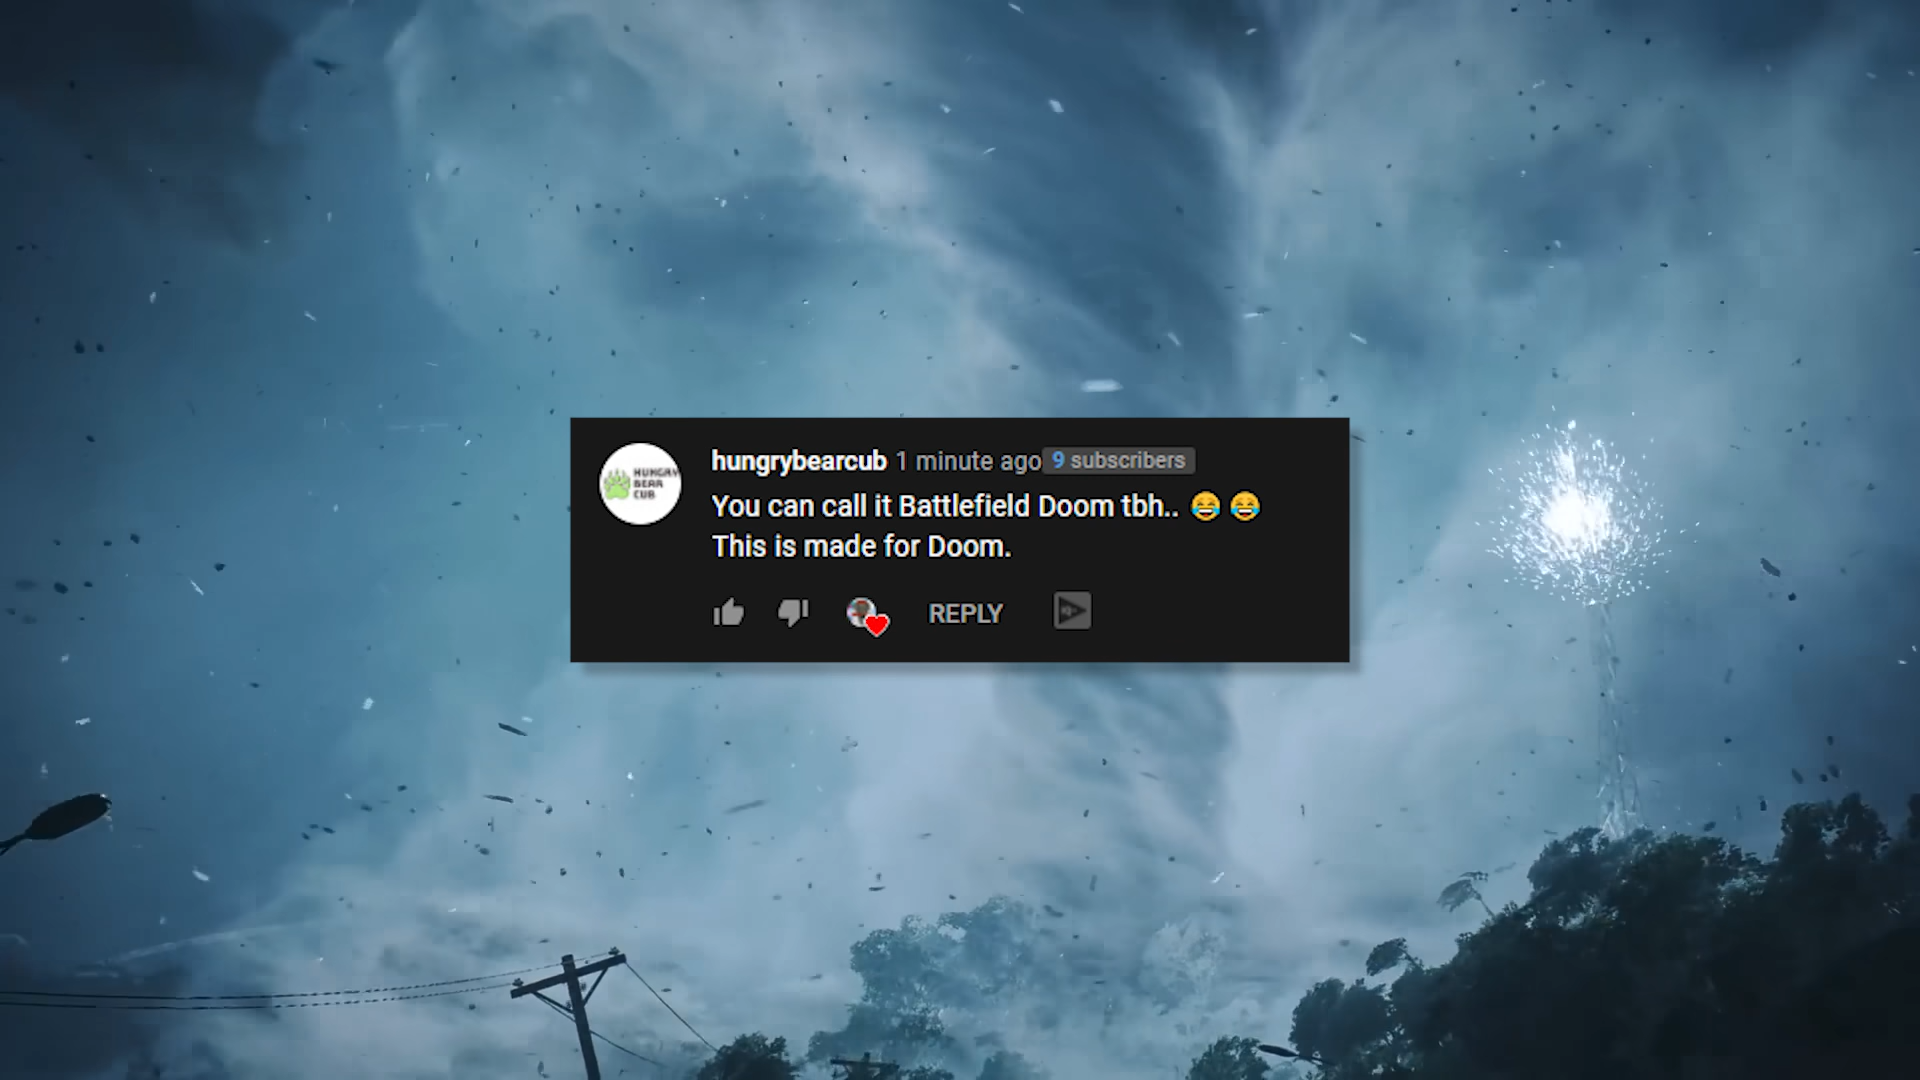 HUNGRY
BEAR
CUB
hungrybearcub 1 minute ago 9 subscribers
You can call it Battlefield Doom tbh.. 😂 😂
This is made for Doom.
REPLY